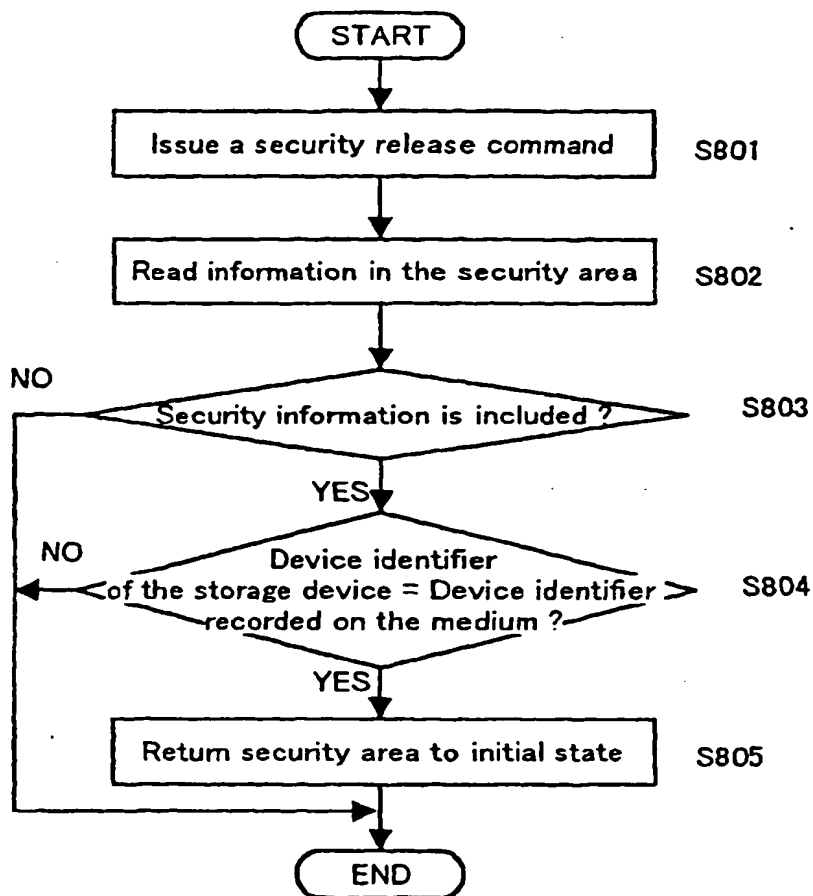 START
Issue a security release command
S801
Read information in the security area
S802
NO
Security information is included ?
S803
YES
NO
Device identifier
of the storage device = Device identifier
recorded on the medium ?
S804
YES
Return security area to initial state
S805
END